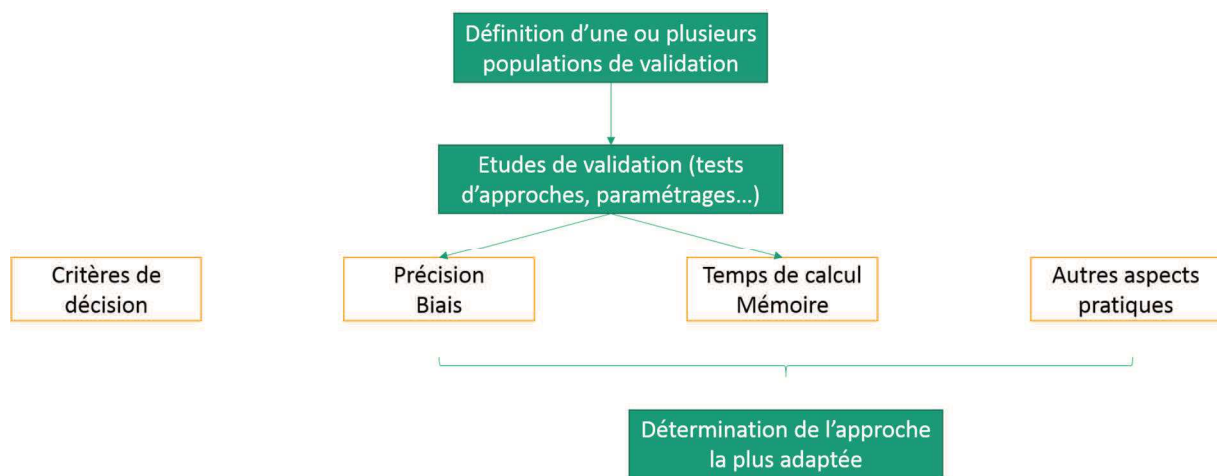 Définition d’une ou plusieurs
populations de validation
Etudes de validation (tests
d’approches, paramétrages…)
Critères de
décision
Précision
Biais
Temps de calcul
Mémoire
Autres aspects
pratiques
Détermination de l’approche
la plus adaptée